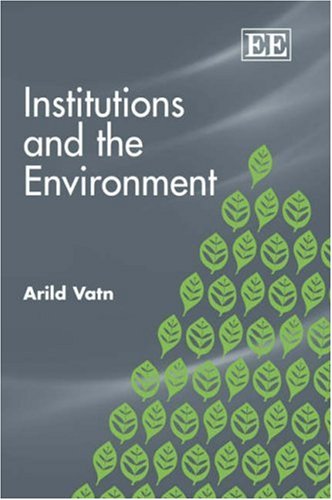 EE
Institutions
and the
Environment
Arild Vatn